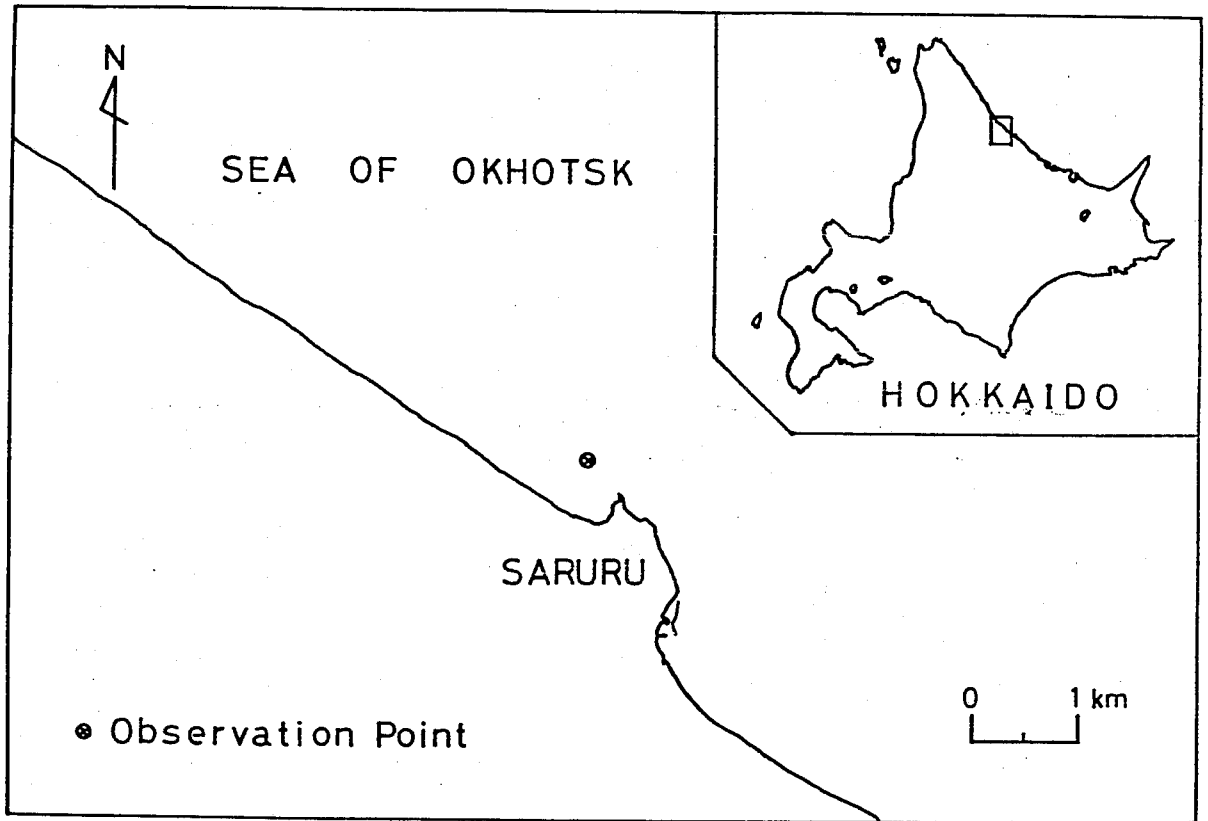 N
SEA OF OKHOTSK
HOKKAIDO
SARURU
0 1 km
⊗ Observation Point